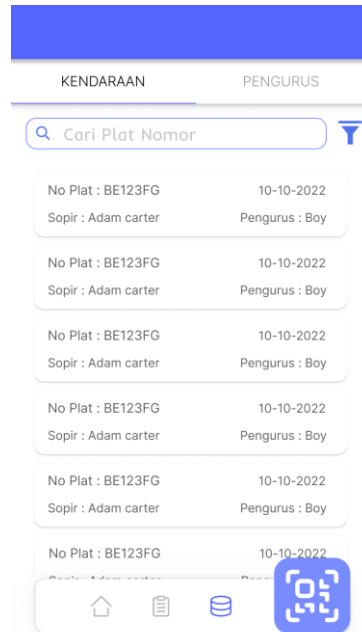 KENDARAAN PENGURUS
Cari Plat Nomor
No Plat : BE123FG 10-10-2022
Sopir : Adam carter Pengurus : Boy
No Plat : BE123FG 10-10-2022
Sopir : Adam carter Pengurus : Boy
No Plat : BE123FG 10-10-2022
Sopir : Adam carter Pengurus : Boy
No Plat : BE123FG 10-10-2022
Sopir : Adam carter Pengurus : Boy
No Plat : BE123FG 10-10-2022
Sopir : Adam carter Pengurus : Boy
No Plat : BE123FG 10-10-2022